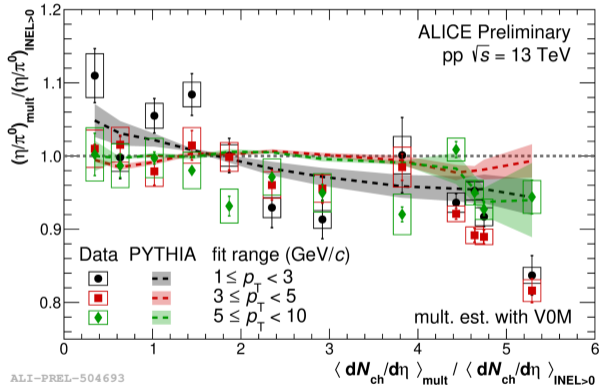 (η/π⁰)mult/(η/π⁰)INEL>0
1.2
1.1
1.0
0.9
0.8
ALICE Preliminary
pp √s = 13 TeV
Data PYTHIA fit range (GeV/c)
1 ≤ pT < 3
3 ≤ pT < 5
5 ≤ pT < 10
mult. est. with V0M
0 1 2 3 4 5 6
⟨ dNch/dη ⟩mult / ⟨ dNch/dη ⟩INEL>0
ALI-PREL-504693